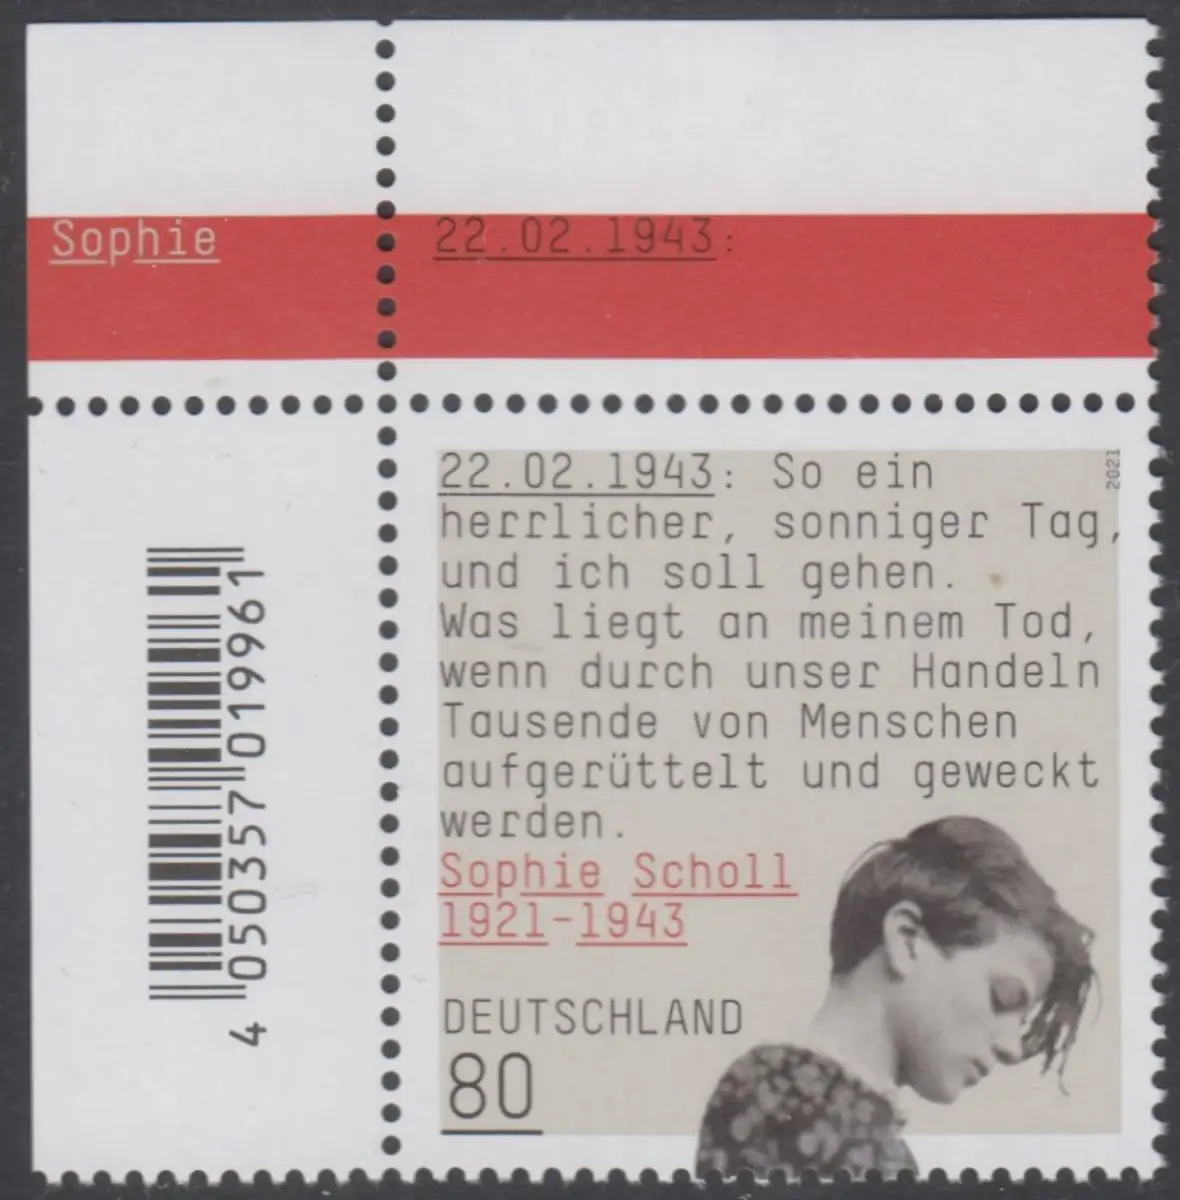 Sophie
22.02.1943:
22.02.1943: So ein
herrlicher, sonniger Tag,
und ich soll gehen.
Was liegt an meinem Tod,
wenn durch unser Handeln
Tausende von Menschen
aufgerüttelt und geweckt
werden.
Sophie Scholl
1921-1943
DEUTSCHLAND
80
2021
4 050357 019961